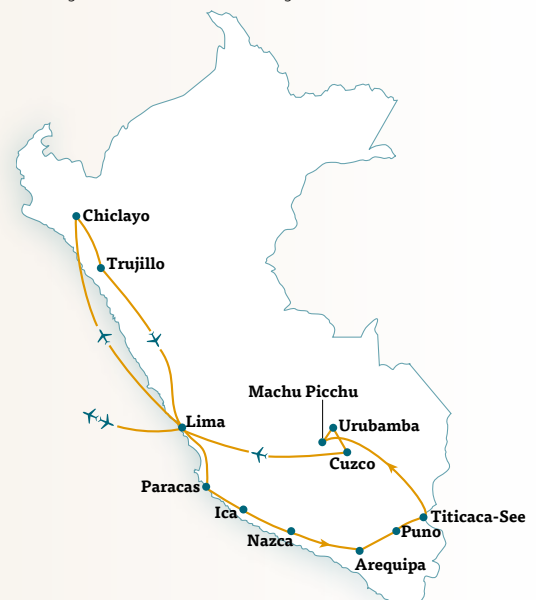 Chiclayo
Trujillo
Machu Picchu
Lima
Urubamba
Cuzco
Paracas
Ica
Titicaca-See
Nazca
Puno
Arequipa